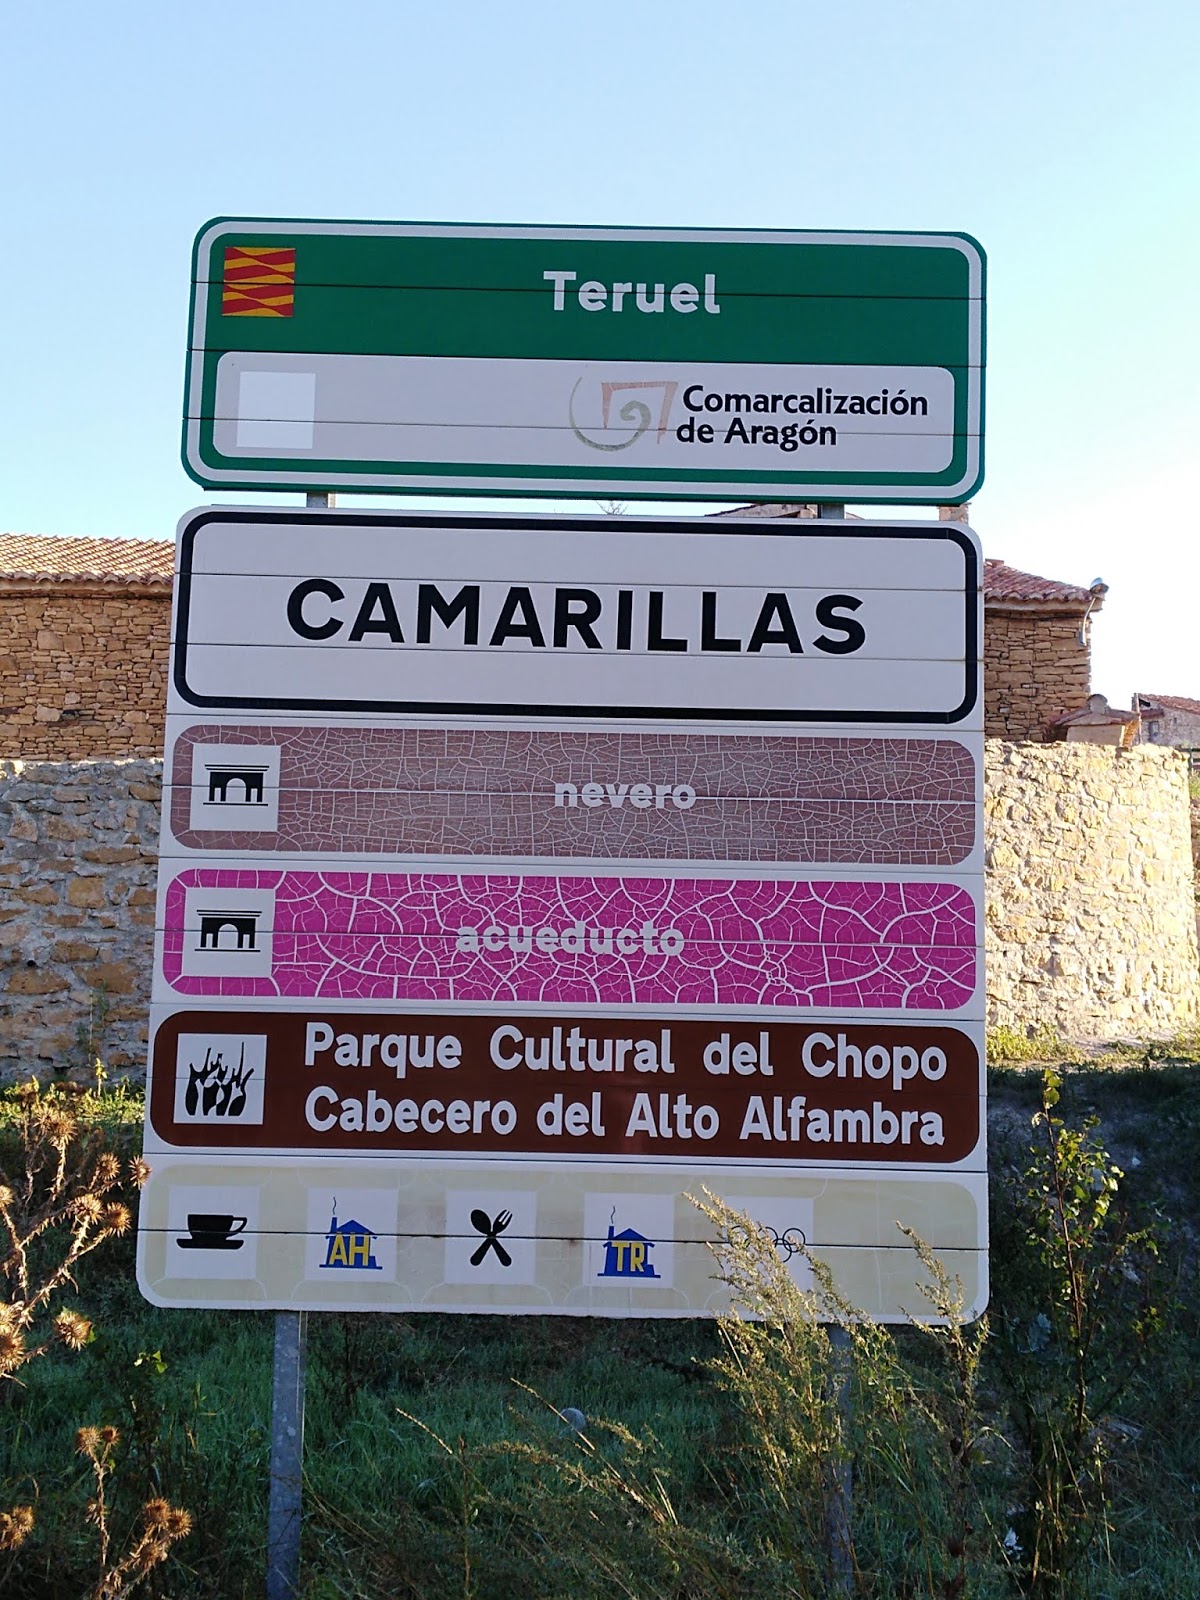 Teruel
Comarcalización
de Aragón
CAMARILLAS
nevero
acueducto
Parque Cultural del Chopo
Cabecero del Alto Alfambra
AH
TR